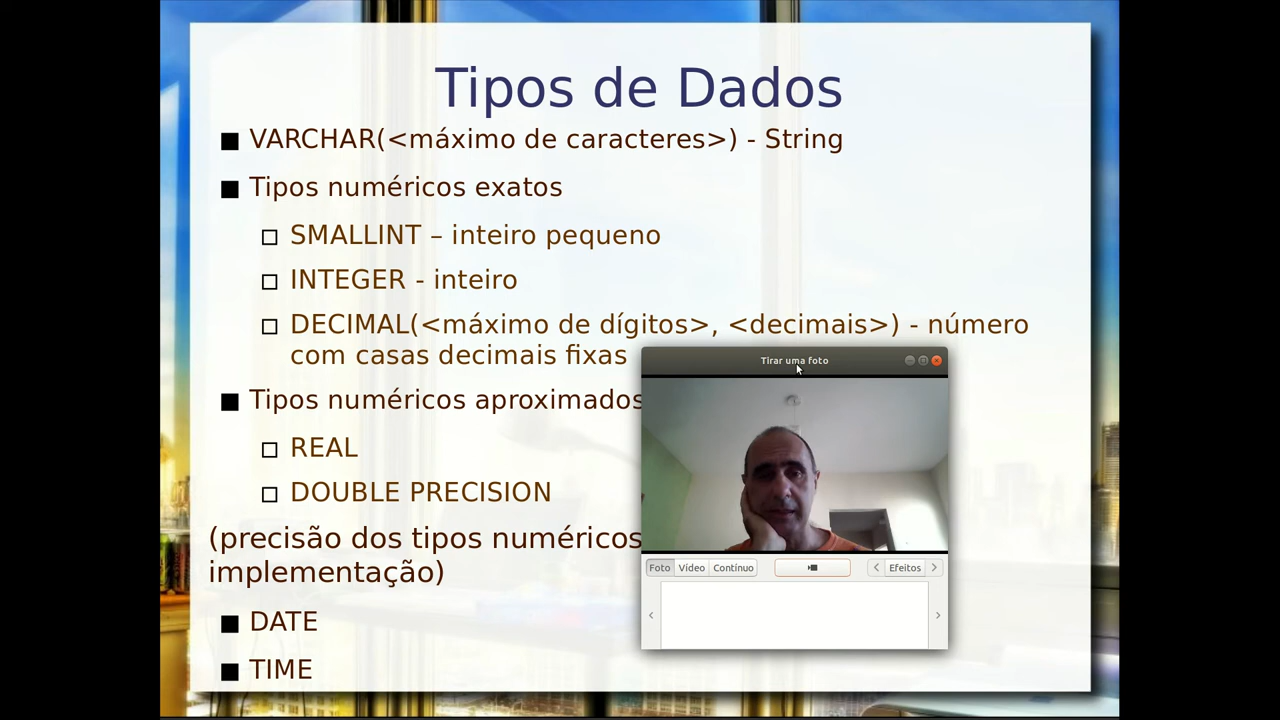 Tipos de Dados
VARCHAR(<máximo de caracteres>) - String
Tipos numéricos exatos
SMALLINT – inteiro pequeno
INTEGER - inteiro
DECIMAL(<máximo de dígitos>, <decimais>) - número
com casas decimais fixas
Tipos numéricos aproximados
REAL
DOUBLE PRECISION
(precisão dos tipos numéricos
implementação)
DATE
TIME
Tirar uma foto
Foto Vídeo Contínuo Efeitos